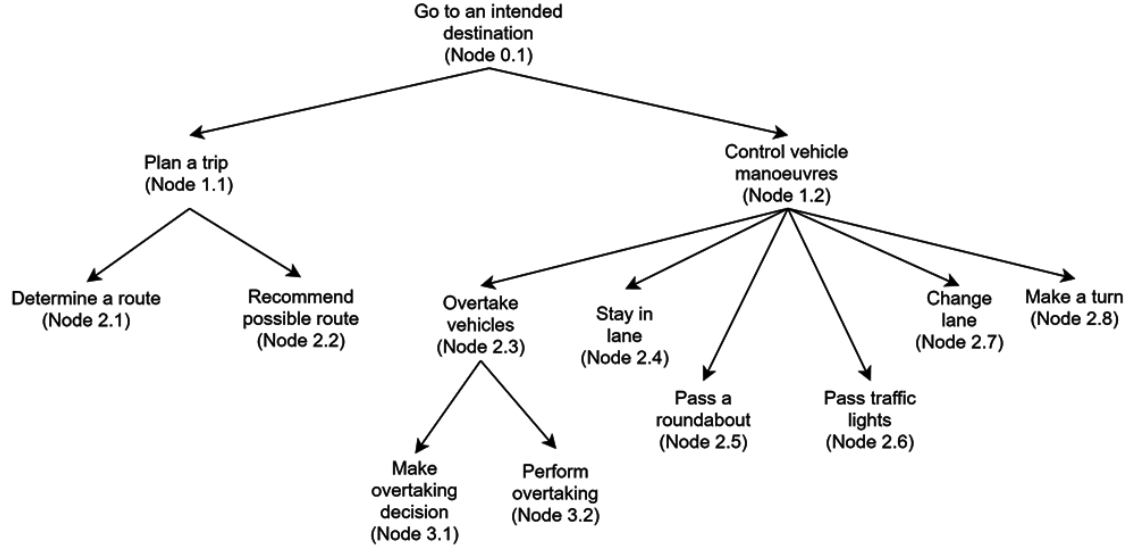 Go to an intended
destination
(Node 0.1)
Plan a trip
(Node 1.1)
Control vehicle
manoeuvres
(Node 1.2)
Determine a route
(Node 2.1)
Recommend
possible route
(Node 2.2)
Overtake
vehicles
(Node 2.3)
Stay in
lane
(Node 2.4)
Pass a
roundabout
(Node 2.5)
Pass traffic
lights
(Node 2.6)
Change
lane
(Node 2.7)
Make a turn
(Node 2.8)
Make
overtaking
decision
(Node 3.1)
Perform
overtaking
(Node 3.2)